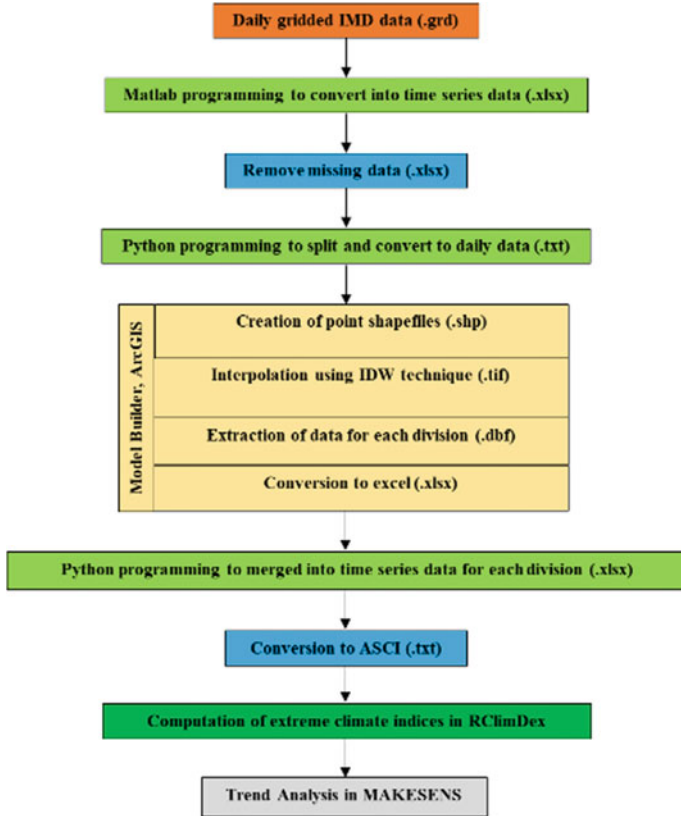 Daily gridded IMD data (.grd)
Matlab programming to convert into time series data (.xlsx)
Remove missing data (.xlsx)
Python programming to split and convert to daily data (.txt)
Model Builder, ArcGIS
Creation of point shapefiles (.shp)
Interpolation using IDW technique (.tif)
Extraction of data for each division (.dbf)
Conversion to excel (.xlsx)
Python programming to merged into time series data for each division (.xlsx)
Conversion to ASCI (.txt)
Computation of extreme climate indices in RClimDex
Trend Analysis in MAKESENS